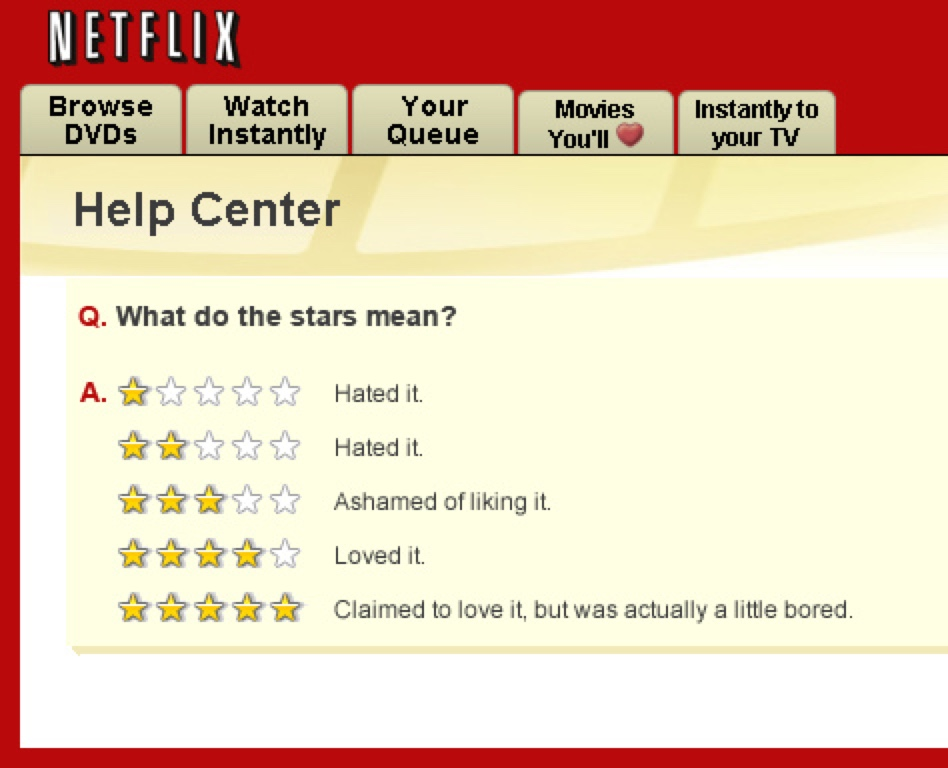 NETFLIX
Browse DVDs
Watch Instantly
Your Queue
Movies You'll
Instantly to your TV
Help Center
Q. What do the stars mean?
A. Hated it.
Hated it.
Ashamed of liking it.
Loved it.
Claimed to love it, but was actually a little bored.